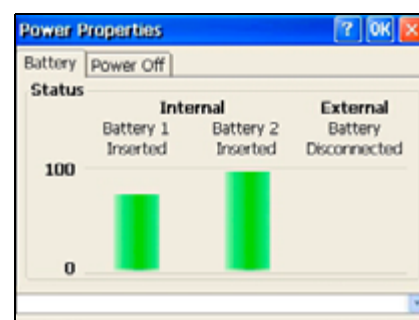 Power Properties ? OK
Battery Power Off
Status
Internal External
Battery 1 Battery 2 Battery
Inserted Inserted Disconnected
100
0